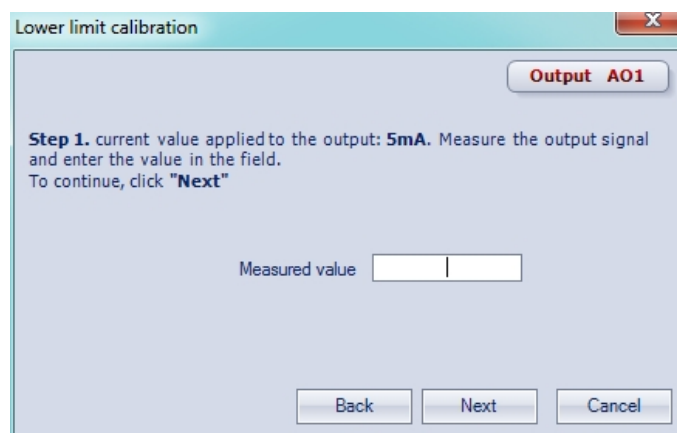 Lower limit calibration
x
Output AO1
Step 1. current value applied to the output: 5mA. Measure the output signal
and enter the value in the field.
To continue, click "Next"
Measured value
Back Next Cancel